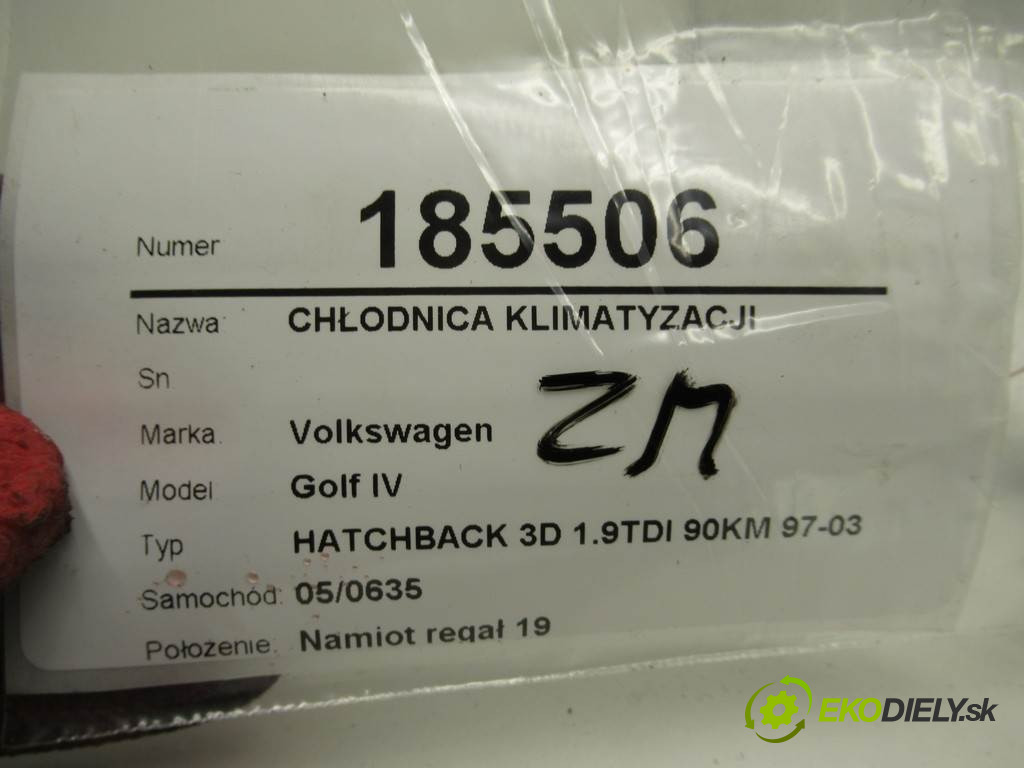 Numer 185506
Nazwa: CHŁODNICA KLIMATYZACJI
Sn
Marka: Volkswagen
ZM
Model Golf IV
Typ HATCHBACK 3D 1.9TDI 90KM 97-03
Samochód: 05/0635
Położenie: Namiot regał 19
EKODIELY.sk